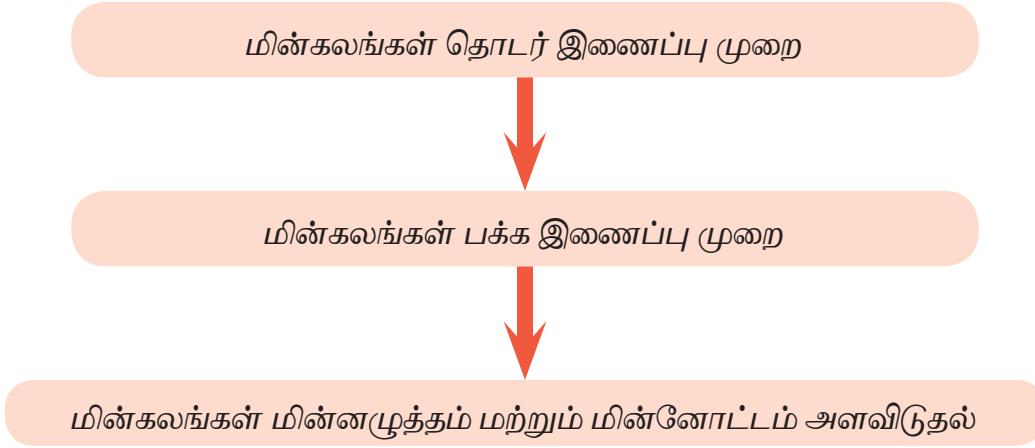 மின்கலங்கள் தொடர் இணைப்பு முறை
மின்கலங்கள் பக்க இணைப்பு முறை
மின்கலங்கள் மின்னழுத்தம் மற்றும் மின்னோட்டம் அளவிடுதல்